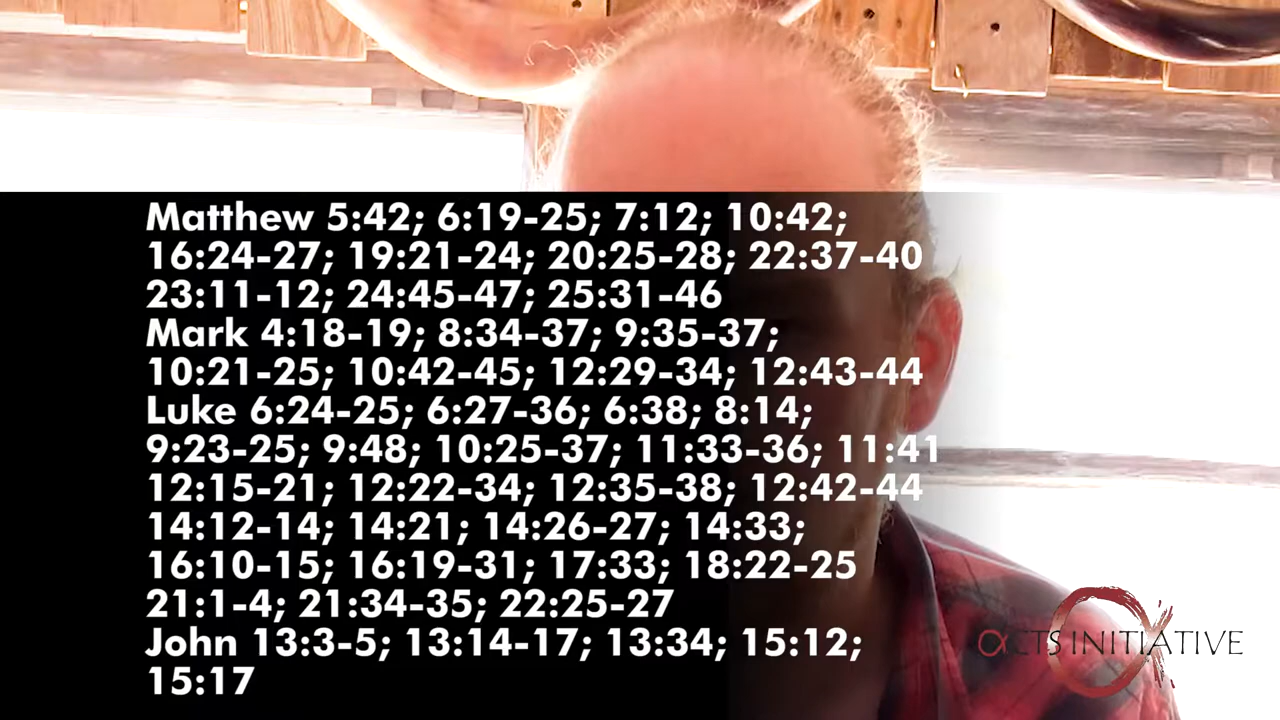 Matthew 5:42; 6:19-25; 7:12; 10:42;
16:24-27; 19:21-24; 20:25-28; 22:37-40
23:11-12; 24:45-47; 25:31-46
Mark 4:18-19; 8:34-37; 9:35-37;
10:21-25; 10:42-45; 12:29-34; 12:43-44
Luke 6:24-25; 6:27-36; 6:38; 8:14;
9:23-25; 9:48; 10:25-37; 11:33-36; 11:41
12:15-21; 12:22-34; 12:35-38; 12:42-44
14:12-14; 14:21; 14:26-27; 14:33;
16:10-15; 16:19-31; 17:33; 18:22-25
21:1-4; 21:34-35; 22:25-27
John 13:3-5; 13:14-17; 13:34; 15:12;
15:17
αCTS INITIATIVE